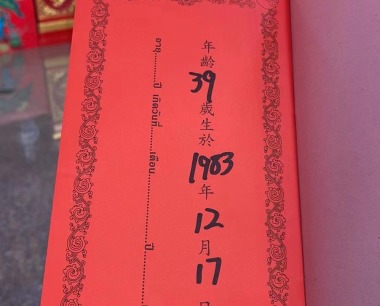 年齡39歲生於1983年12月17日
อายุ........ปี เกิดวันที่........เดือน........ปี